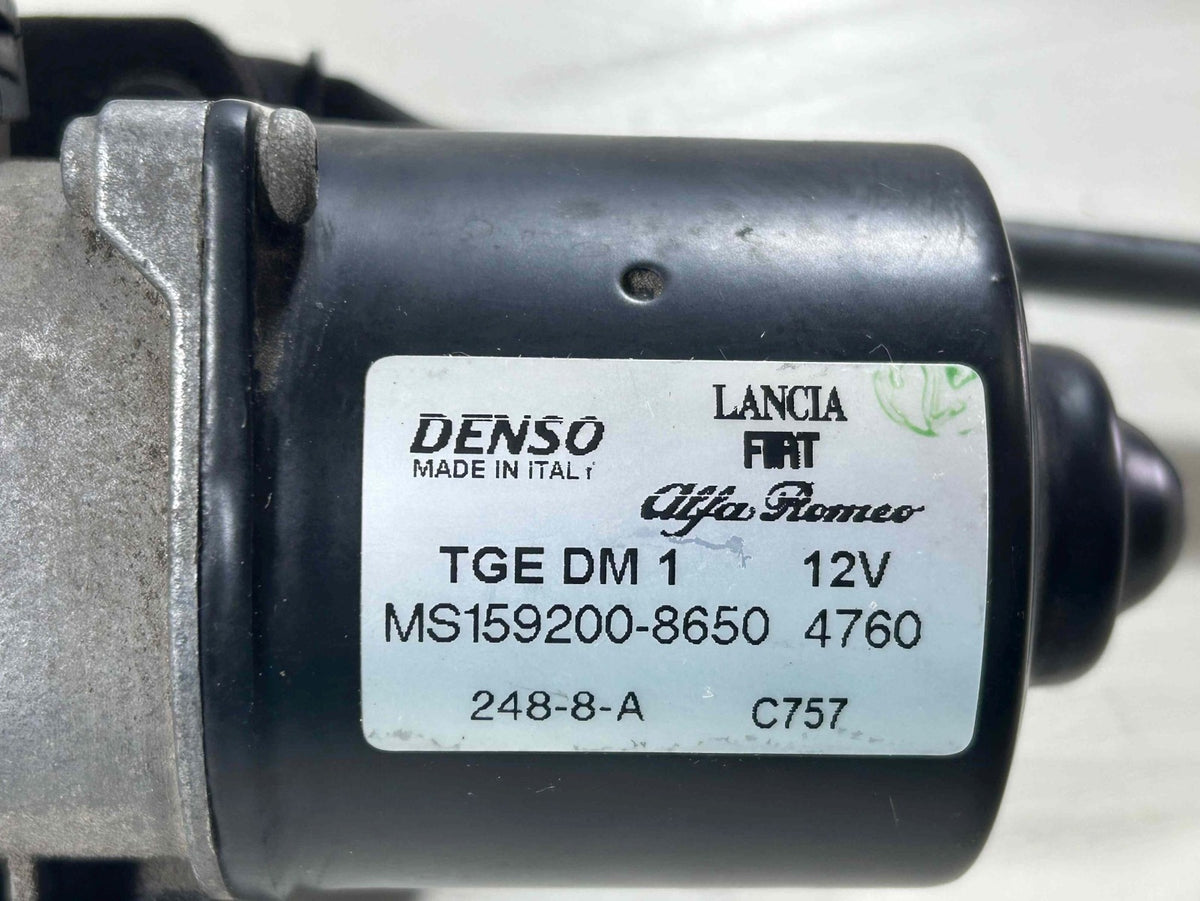 DENSO
MADE IN ITALY
LANCIA
FIAT
Alfa Romeo
TGE DM 1 12V
MS159200-8650 4760
248-8-A C757